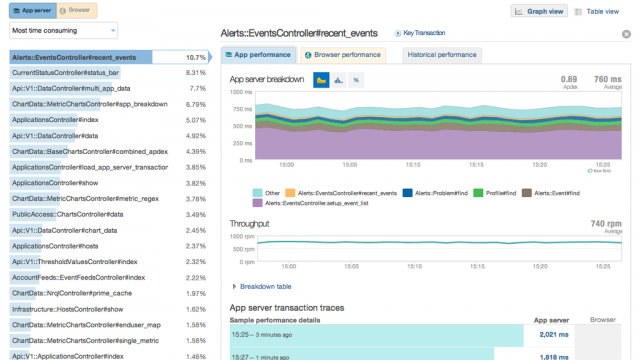 App server
Browser
Most time consuming
Alerts::EventsController#recent_events 10.7%
CurrentStatusController#status_bar 8.31%
Api::V1::DataController#multi_app_data 7.7%
ChartData::MetricChartsController#app_breakdown 6.79%
ApplicationsController#index 5.07%
Api::V1::DataController#data 4.92%
ChartData::BaseChartsController#combined_apdex 4.39%
ApplicationsController#load_app_server_transaction 3.85%
ApplicationsController#show 3.82%
ChartData::MetricChartsController#metric_regex 3.78%
PublicAccess::ChartsController#data 3.49%
Api::V1::DataController#chart_data 2.45%
ApplicationsController#hosts 2.37%
Api::V1::ThresholdValuesController#index 2.32%
AccountFeeds::EventFeedsController#index 2.22%
ChartData::NrqlController#prime_cache 1.97%
Infrastructure::HostsController#show 1.62%
ChartData::MetricChartsController#enduser_map 1.58%
ChartData::MetricChartsController#single_metric 1.58%
Api::V1::ApplicationsController#index 1.46%
Graph view
Table view
Alerts::EventsController#recent_events
Key Transaction
App performance
Browser performance
Historical performance
App server breakdown
%
0.69
Apdex
760 ms
Average
1000 ms
750 ms
500 ms
250 ms
0 ms
15:00 15:05 15:10 15:15 15:20 15:25
New Relic
Other
Alerts::EventsController#recent_events
Alerts::Problem#find
Profile#find
Alerts::Event#find
Alerts::EventsController.setup_event_list
Throughput
740 rpm
Average
1000 rpm
500 rpm
0 rpm
15:00 15:05 15:10 15:15 15:20 15:25
Breakdown table
App server transaction traces
Sample performance details App server Browser
15:25 — 3 minutes ago 2,021 ms
15:27 - 1 minute ago 1,818 ms